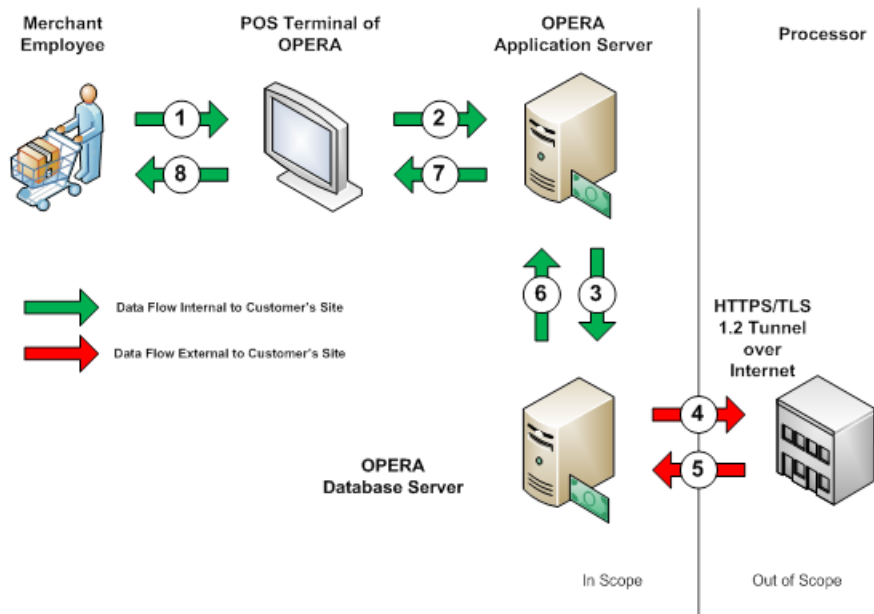 Merchant
Employee
POS Terminal of
OPERA
OPERA
Application Server
Processor
1
2
8
7
6
3
Data Flow Internal to Customer's Site
Data Flow External to Customer's Site
HTTPS/TLS
1.2 Tunnel
over
Internet
4
5
OPERA
Database Server
In Scope
Out of Scope